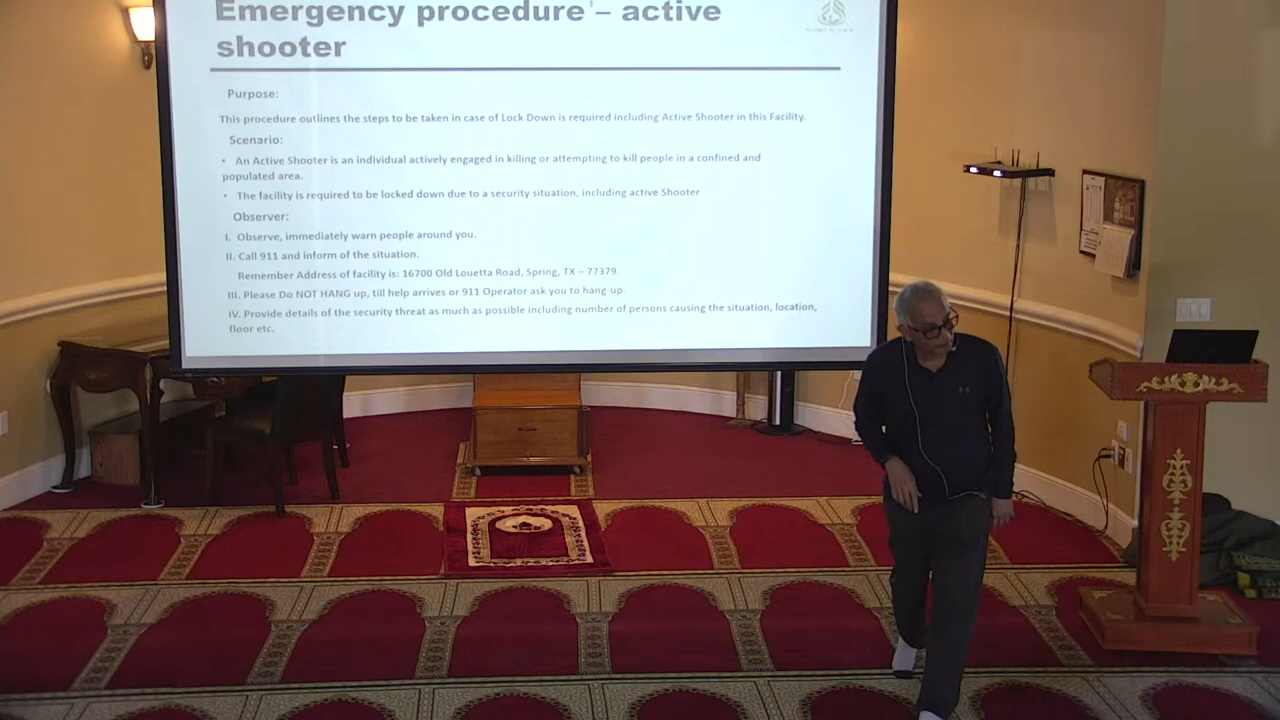 Emergency procedure – active
shooter
Purpose:
This procedure outlines the steps to be taken in case of Lock Down is required including Active Shooter in this Facility.
Scenario:
• An Active Shooter is an individual actively engaged in killing or attempting to kill people in a confined and
populated area.
• The facility is required to be locked down due to a security situation, including active Shooter
Observer:
I. Observe, immediately warn people around you.
II. Call 911 and inform of the situation.
Remember Address of facility is: 16700 Old Louetta Road, Spring, TX – 77379.
III. Please Do NOT HANG up, till help arrives or 911 Operator ask you to hang-up.
IV. Provide details of the security threat as much as possible including number of persons causing the situation, location,
floor etc.